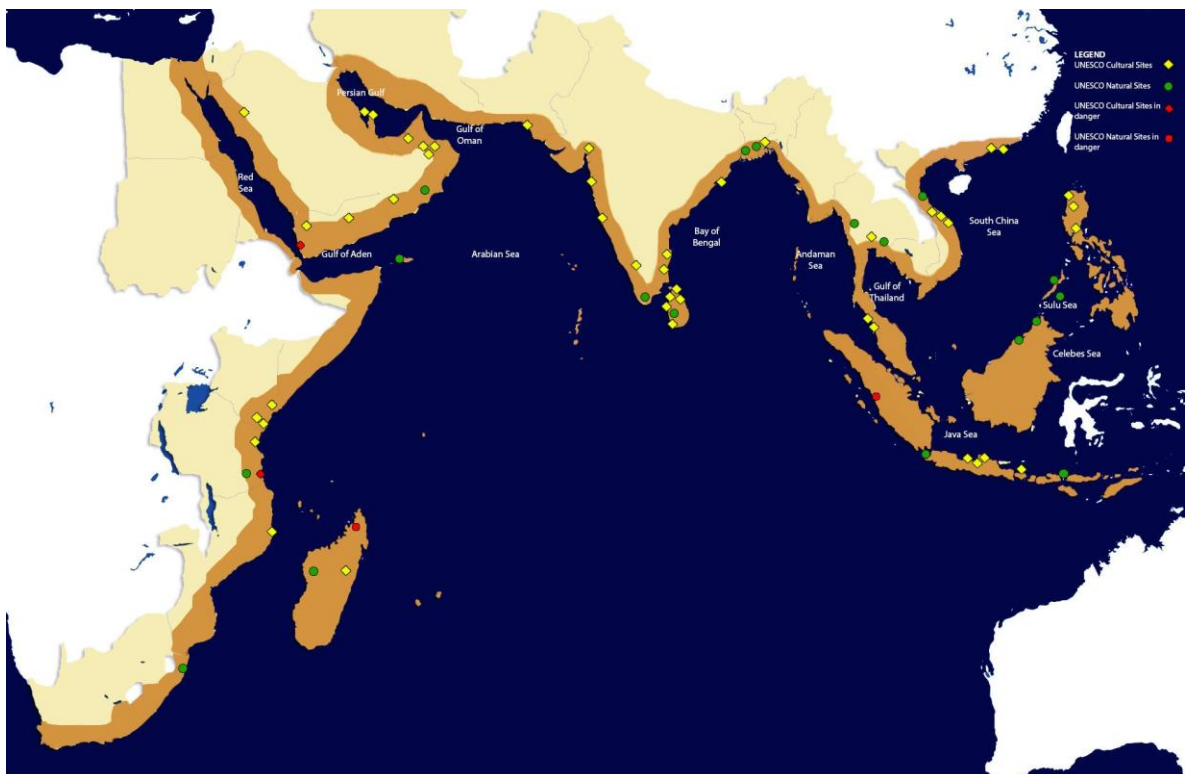 LEGEND
UNESCO Cultural Sites
UNESCO Natural Sites
UNESCO Cultural Sites in
danger
UNESCO Natural Sites in
danger
Persian Gulf
Gulf of
Oman
Red
Sea
Gulf of Aden
Arabian Sea
Bay of
Bengal
Andaman
Sea
Gulf of
Thailand
South China
Sea
Sulu Sea
Celebes Sea
Java Sea